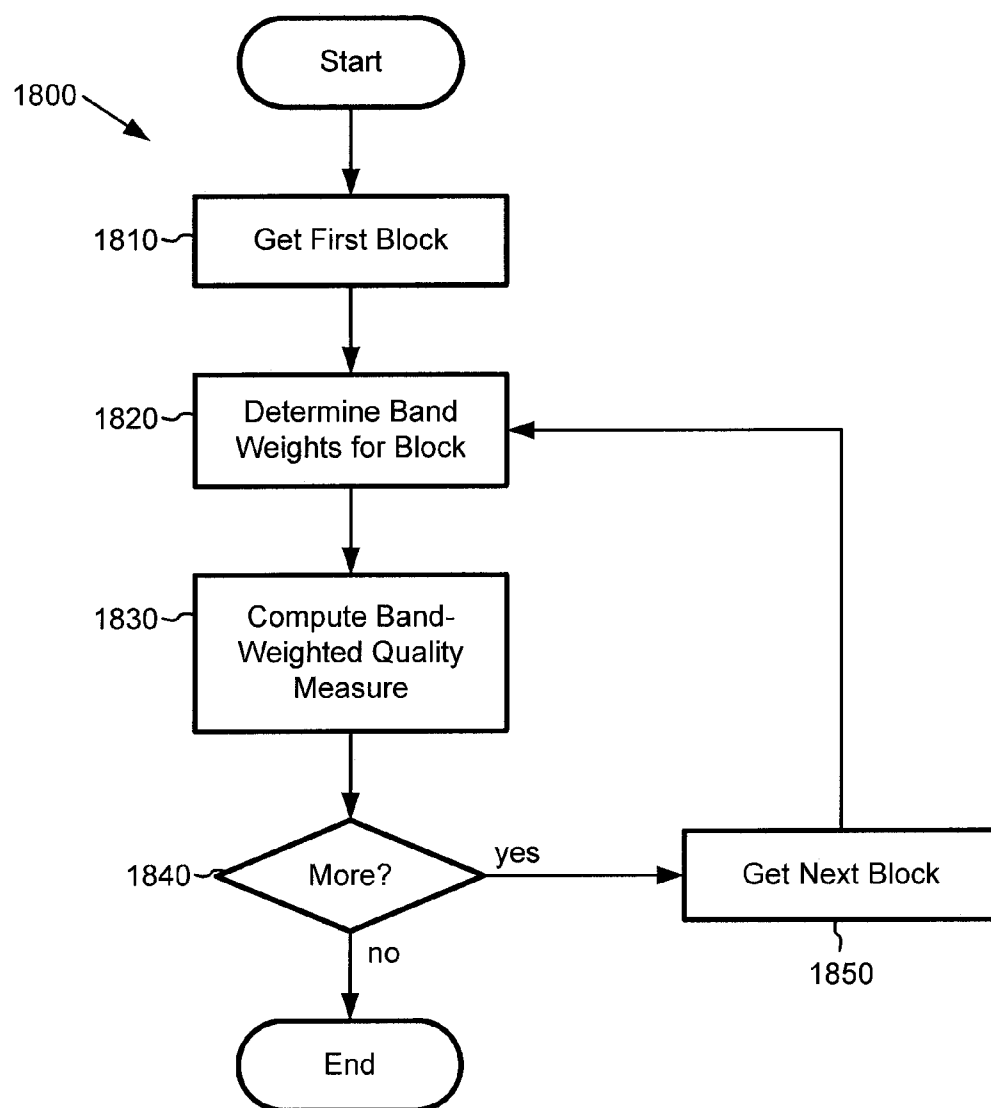 Start
1800
1810
Get First Block
1820
Determine Band
Weights for Block
1830
Compute Band-
Weighted Quality
Measure
1840
More?
yes
Get Next Block
1850
no
End